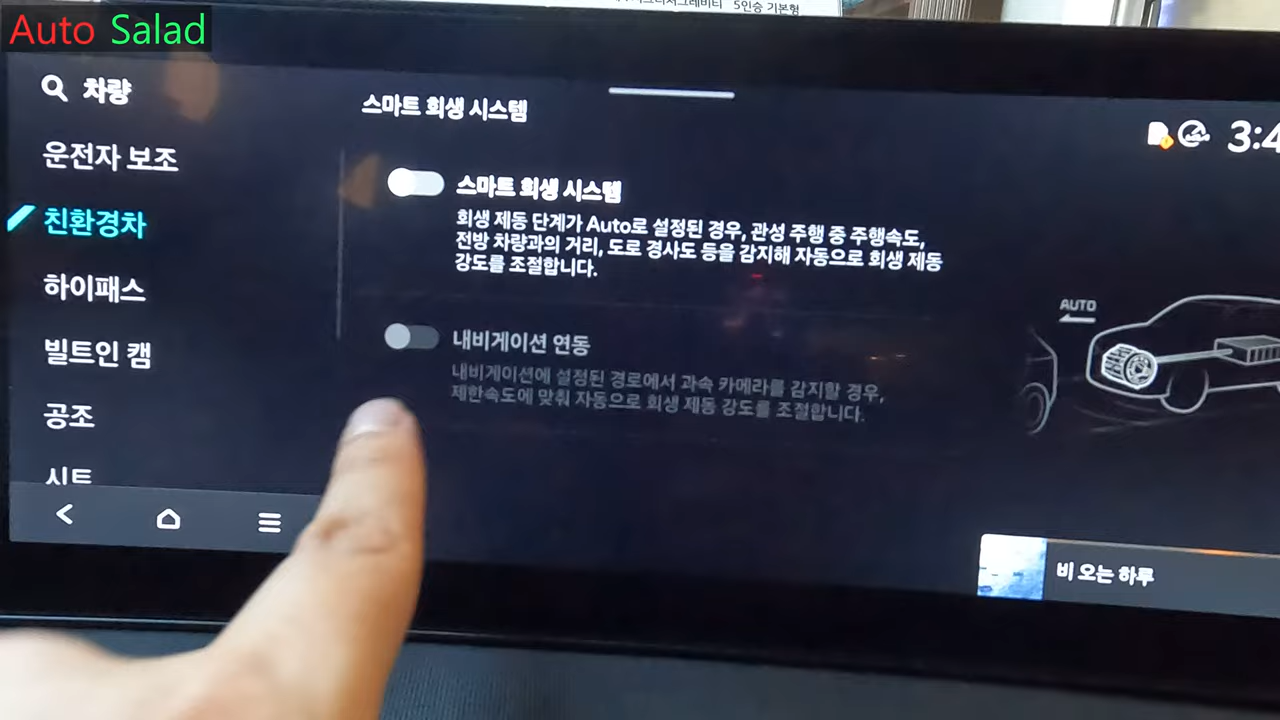 5인승 기본형
Auto Salad
차량
운전자 보조
친환경차
하이패스
빌트인 캠
공조
시트
스마트 회생 시스템
3:4
스마트 회생 시스템
회생 제동 단계가 Auto로 설정된 경우, 관성 주행 중 주행속도,
전방 차량과의 거리, 도로 경사도 등을 감지해 자동으로 회생 제동
강도를 조절합니다.
내비게이션 연동
내비게이션에 설정된 경로에서 과속 카메라를 감지할 경우,
제한속도에 맞춰 자동으로 회생 제동 강도를 조절합니다.
AUTO
비 오는 하루